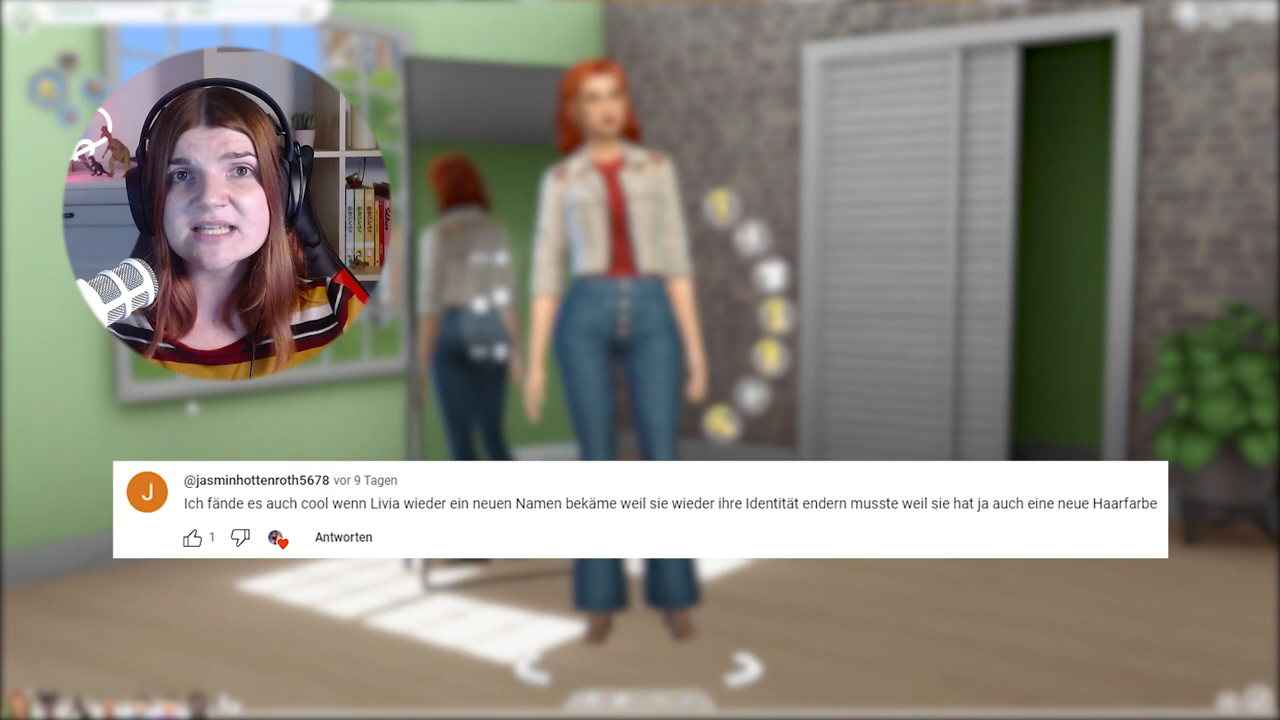 J
@jasminhottenroth5678 vor 9 Tagen
Ich fände es auch cool wenn Livia wieder ein neuen Namen bekäme weil sie wieder ihre Identität endern musste weil sie hat ja auch eine neue Haarfarbe
1
Antworten